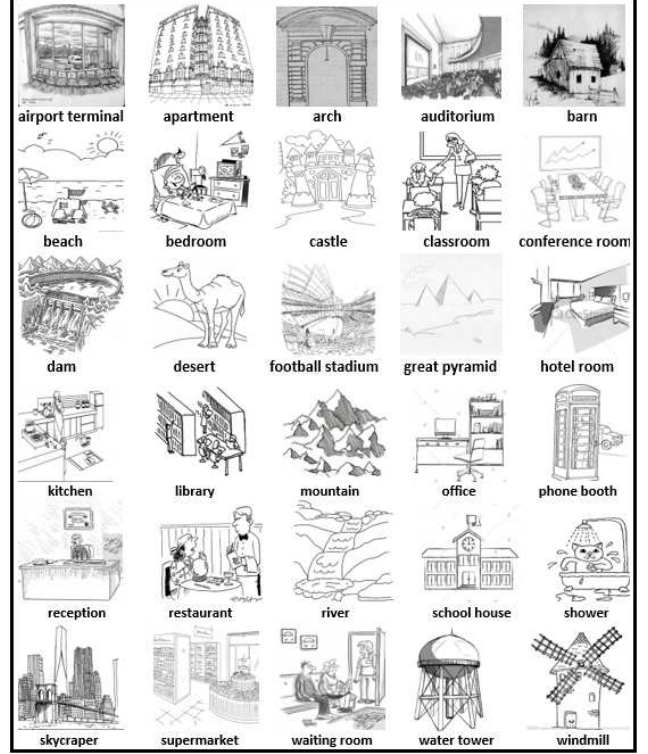 airport terminal
apartment
arch
auditorium
barn
beach
bedroom
castle
classroom
conference room
dam
desert
football stadium
great pyramid
hotel room
kitchen
library
mountain
office
phone booth
reception
restaurant
river
school house
shower
skycraper
supermarket
waiting room
water tower
windmill